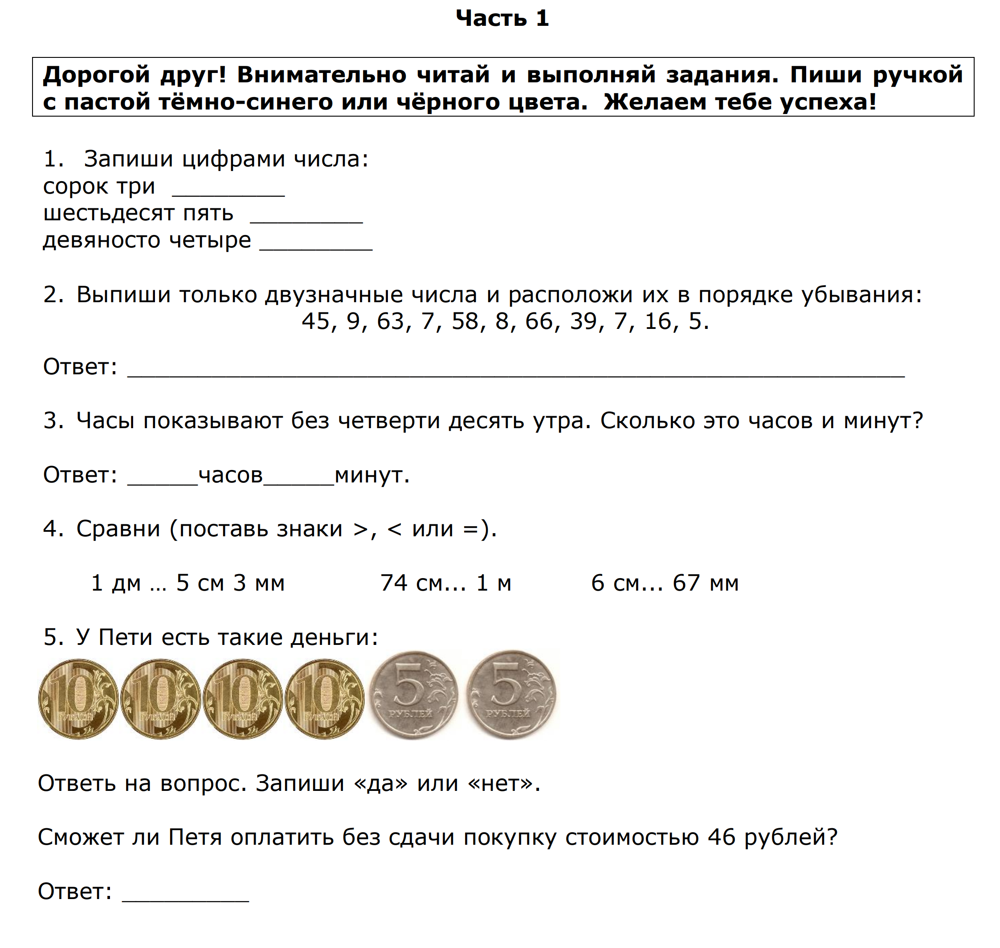 Часть 1
Дорогой друг! Внимательно читай и выполняй задания. Пиши ручкой
с пастой тёмно-синего или чёрного цвета. Желаем тебе успеха!
1. Запиши цифрами числа:
сорок три ________
шестьдесят пять ________
девяносто четыре ________
2. Выпиши только двузначные числа и расположи их в порядке убывания:
45, 9, 63, 7, 58, 8, 66, 39, 7, 16, 5.
Ответ: _______________________________________________________
3. Часы показывают без четверти десять утра. Сколько это часов и минут?
Ответ: _____часов_____минут.
4. Сравни (поставь знаки >, < или =).
1 дм … 5 см 3 мм 74 см... 1 м 6 см... 67 мм
5. У Пети есть такие деньги:
10 РУБЛЕЙ 10 РУБЛЕЙ 10 РУБЛЕЙ 10 РУБЛЕЙ 5 РУБЛЕЙ 5 РУБЛЕЙ
Ответь на вопрос. Запиши «да» или «нет».
Сможет ли Петя оплатить без сдачи покупку стоимостью 46 рублей?
Ответ: _________